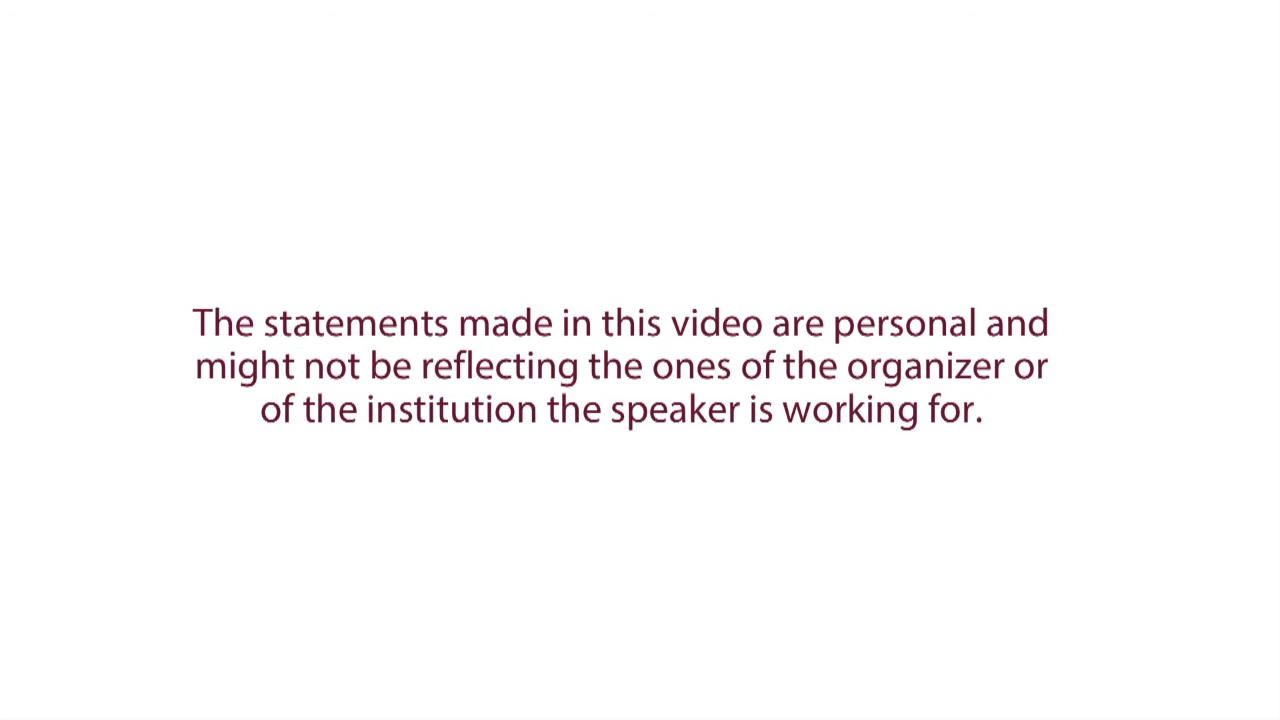 The statements made in this video are personal and
might not be reflecting the ones of the organizer or
of the institution the speaker is working for.